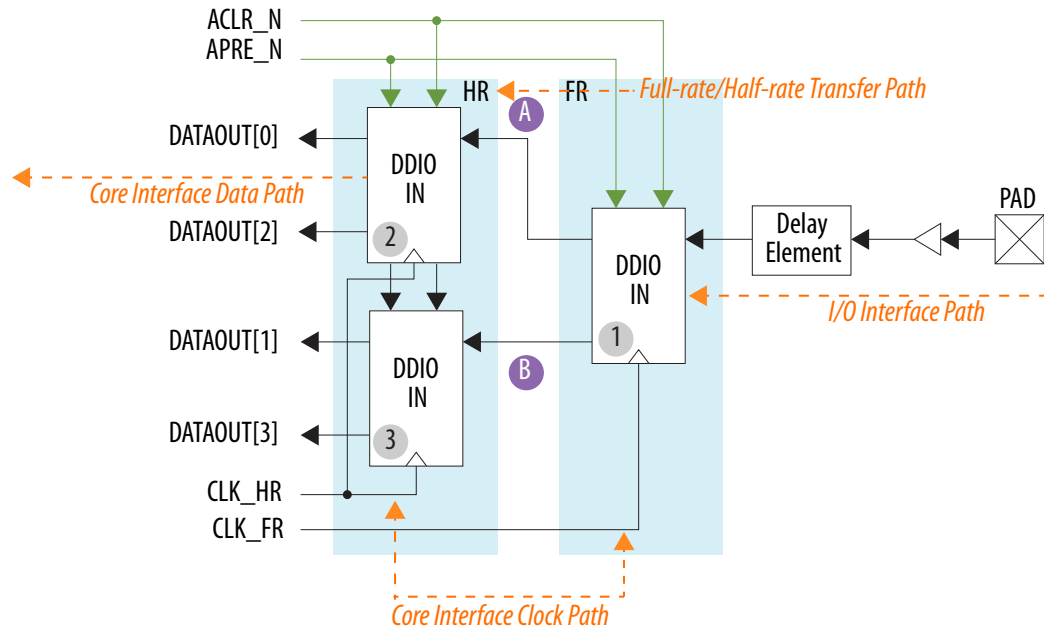 ACLR_N
APRE_N
HR
FR
Full-rate/Half-rate Transfer Path
A
DATAOUT[0]
DDIO
IN
Core Interface Data Path
DATAOUT[2]
2
PAD
Delay
Element
DDIO
IN
I/O Interface Path
1
DATAOUT[1]
DDIO
IN
B
DATAOUT[3]
3
CLK_HR
CLK_FR
Core Interface Clock Path